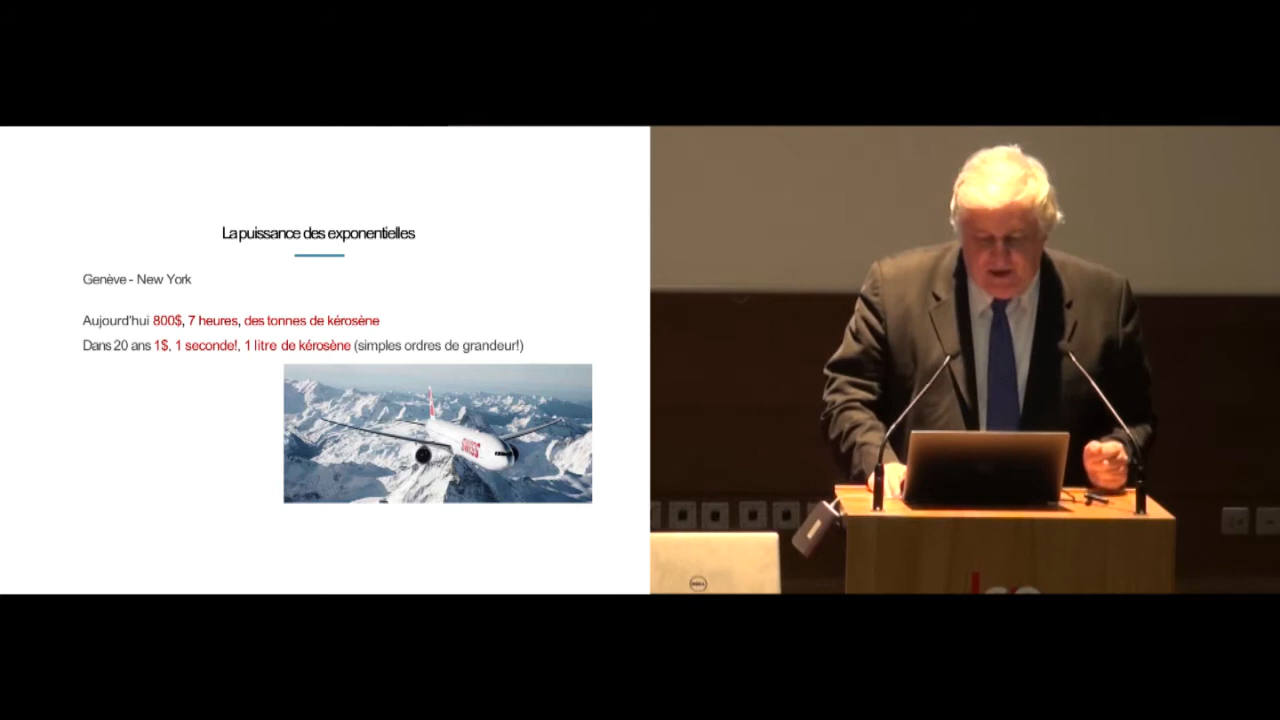 La puissance des exponentielles
Genève - New York
Aujourd'hui 800$, 7 heures, des tonnes de kérosène
Dans 20 ans 1$, 1 seconde!, 1 litre de kérosène (simples ordres de grandeur!)
SWISS
DELL